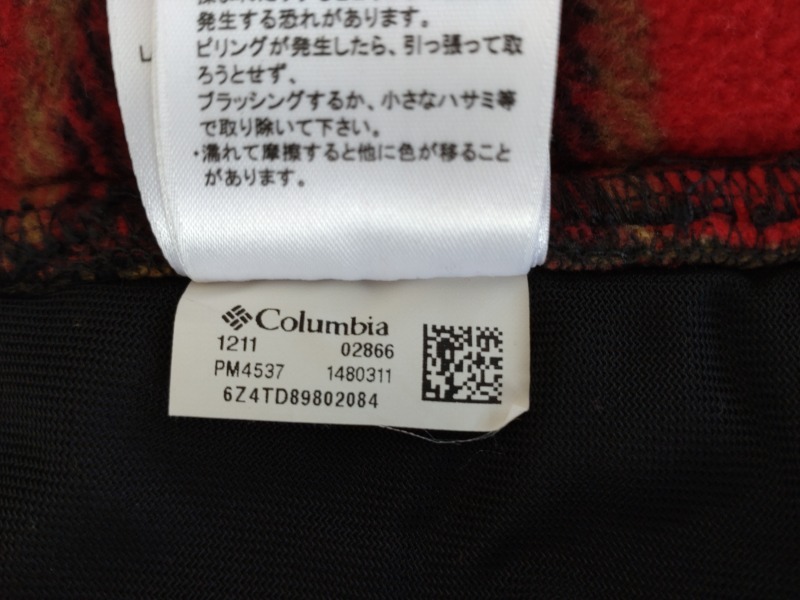 発生する恐れがあります。
ピリングが発生したら、引っ張って取
ろうとせず、
ブラッシングするか、小さなハサミ等
で取り除いて下さい。
・濡れて摩擦すると他に色が移ること
があります。
L
Columbia
1211 02866
PM4537 1480311
6Z4TD89802084